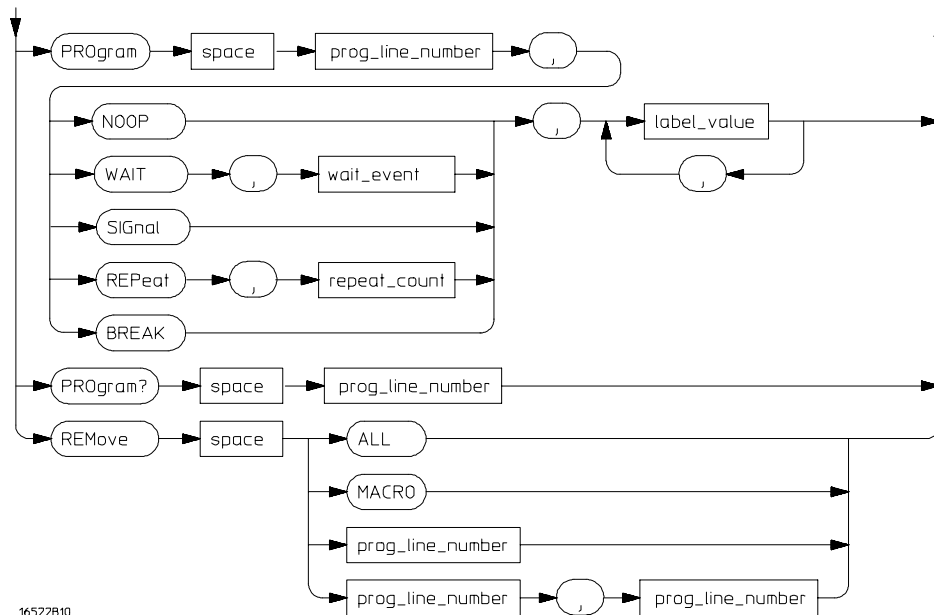 PROgram space prog_line_number ,
NOOP , label_value
WAIT , wait_event ,
SIGnal
REPeat , repeat_count
BREAK
PROgram? space prog_line_number
REMove space ALL
MACRO
prog_line_number
prog_line_number , prog_line_number
16522B10